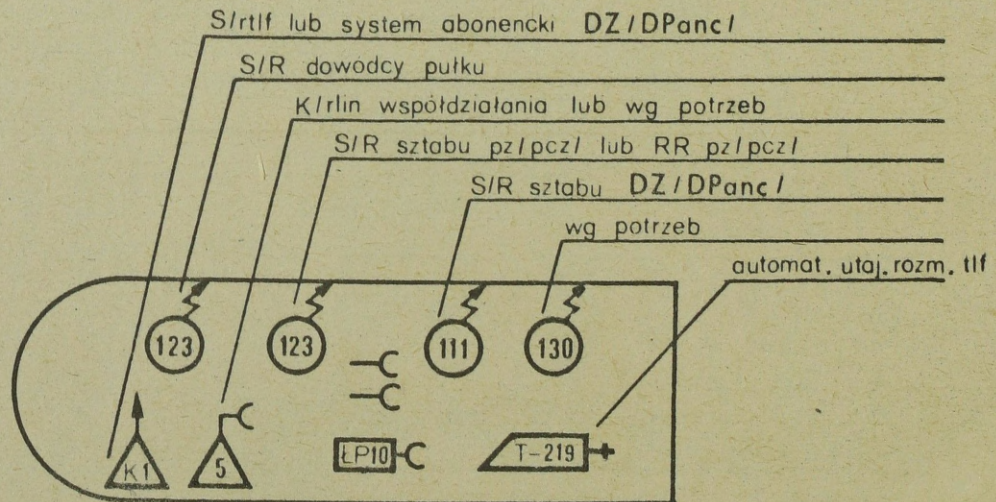 S/rtlf lub system abonencki DZ/DPanc/
S/R dowódcy pułku
K/rlin współdziałania lub wg potrzeb
S/R sztabu pz/pcz/ lub RR pz/pcz/
S/R sztabu DZ/DPanc/
wg potrzeb
automat. utaj. rozm. tlf
123
123
111
130
K1
5
ŁP10
T-219